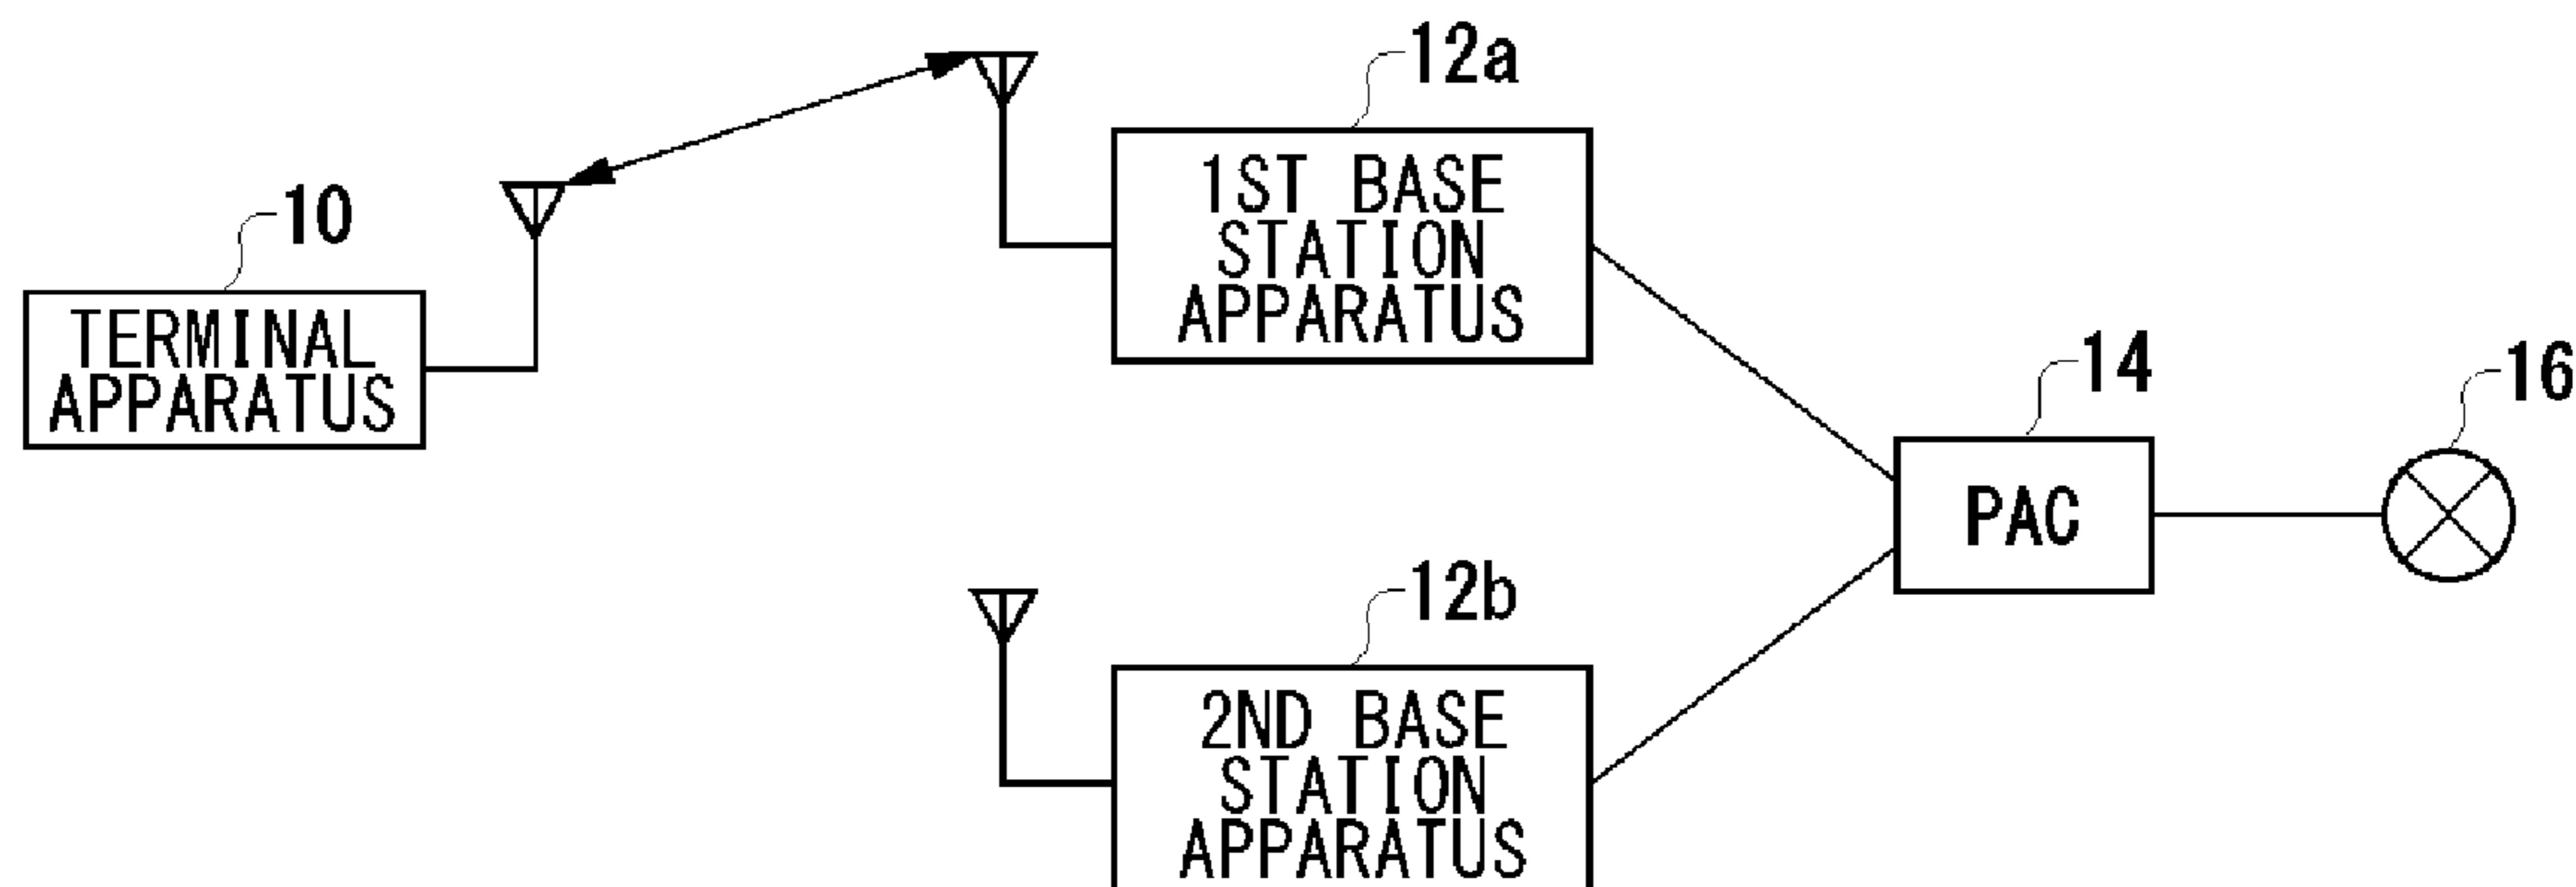 12a
1ST BASE
STATION
APPARATUS
10
TERMINAL
APPARATUS
14
PAC
16
12b
2ND BASE
STATION
APPARATUS